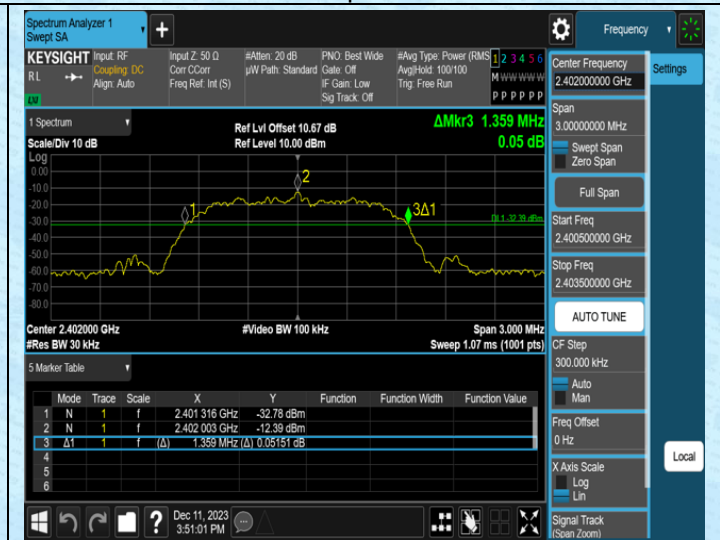 Spectrum Analyzer 1
Swept SA
+
Frequency
KEYSIGHT
RL
LXI
Input: RF
Coupling: DC
Align: Auto
Input Z: 50 Ω
Corr CCorr
Freq Ref: Int (S)
#Atten: 20 dB
µW Path: Standard
PNO: Best Wide
Gate: Off
IF Gain: Low
Sig Track: Off
#Avg Type: Power (RMS
Avg|Hold: 100/100
Trig: Free Run
1 2 3 4 5 6
M W W W W W
P P P P P P
1 Spectrum
Scale/Div 10 dB
Ref Lvl Offset 10.67 dB
Ref Level 10.00 dBm
ΔMkr3 1.359 MHz
0.05 dB
Log
0.00
-10.0
-20.0
-30.0
-40.0
-50.0
-60.0
-70.0
-80.0
1
2
3Δ1
DL1 -32.39 dBm
Center 2.402000 GHz
#Video BW 100 kHz
Span 3.000 MHz
#Res BW 30 kHz
Sweep 1.07 ms (1001 pts)
5 Marker Table
Mode Trace Scale X Y Function Function Width Function Value
1 N 1 f 2.401 316 GHz -32.78 dBm
2 N 1 f 2.402 003 GHz -12.39 dBm
3 Δ1 1 f (Δ) 1.359 MHz (Δ) 0.05151 dB
4
5
6
Dec 11, 2023
3:51:01 PM
?
Center Frequency
2.402000000 GHz
Settings
Span
3.00000000 MHz
Swept Span
Zero Span
Full Span
Start Freq
2.400500000 GHz
Stop Freq
2.403500000 GHz
AUTO TUNE
CF Step
300.000 kHz
Auto
Man
Freq Offset
0 Hz
X Axis Scale
Log
Lin
Signal Track
(Span Zoom)
Local